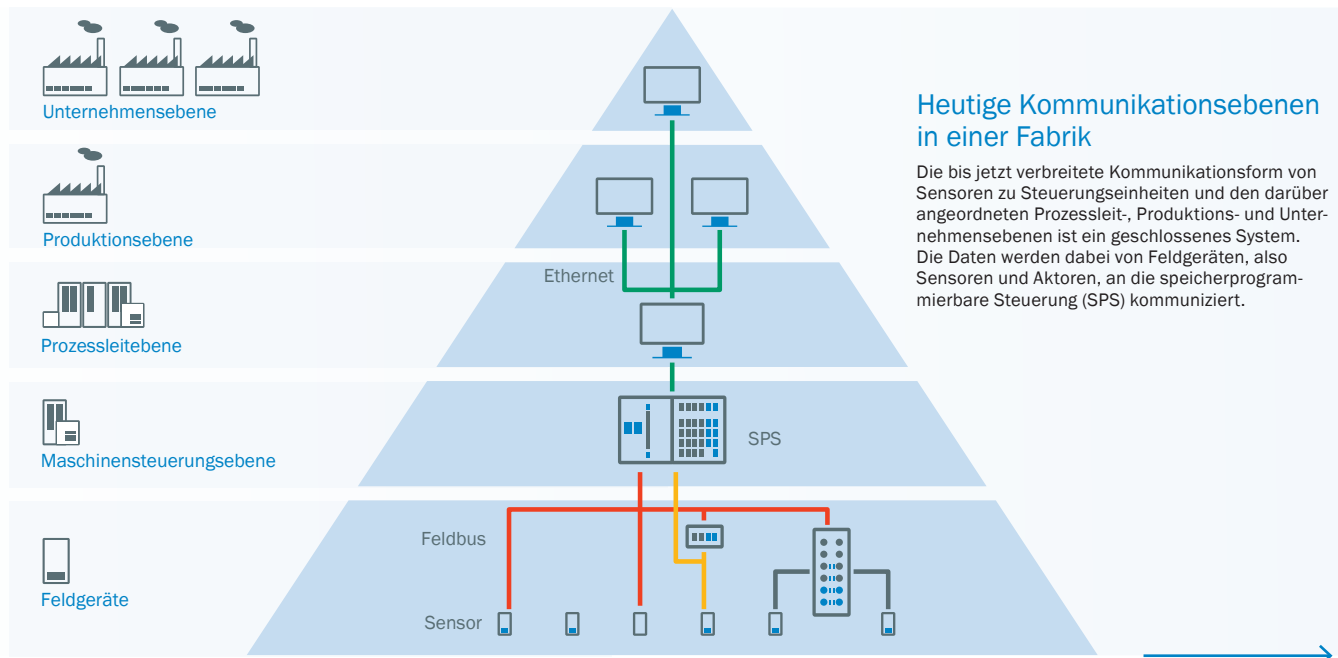 Unternehmensebene
Produktionsebene
Prozessleitebene
Maschinensteuerungsebene
Feldgeräte
Ethernet
SPS
Feldbus
Sensor
Heutige Kommunikationsebenen
in einer Fabrik
Die bis jetzt verbreitete Kommunikationsform von
Sensoren zu Steuerungseinheiten und den darüber
angeordneten Prozessleit-, Produktions- und Unter-
nehmensebenen ist ein geschlossenes System.
Die Daten werden dabei von Feldgeräten, also
Sensoren und Aktoren, an die speicherprogram-
mierbare Steuerung (SPS) kommuniziert.